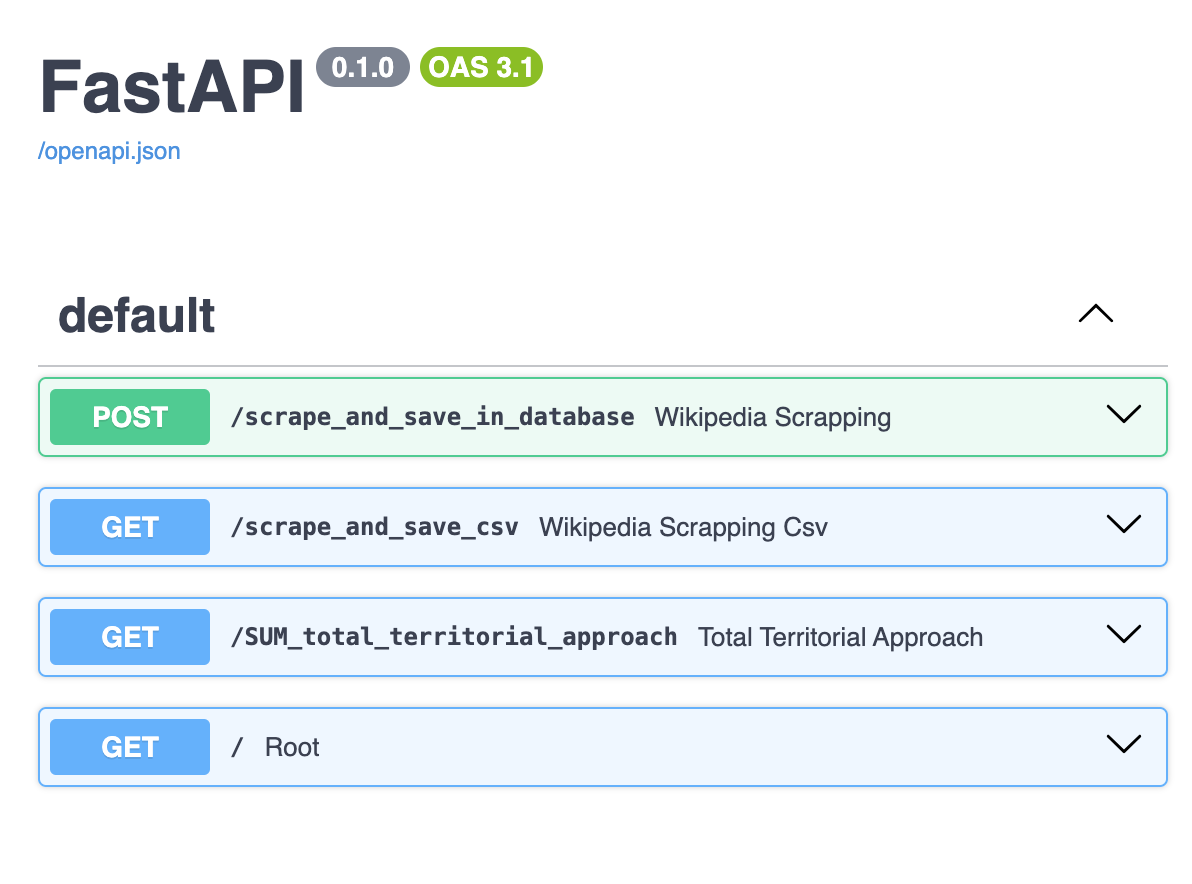 FastAPI 0.1.0 OAS 3.1
/openapi.json
default
POST /scrape_and_save_in_database Wikipedia Scrapping
GET /scrape_and_save_csv Wikipedia Scrapping Csv
GET /SUM_total_territorial_approach Total Territorial Approach
GET / Root